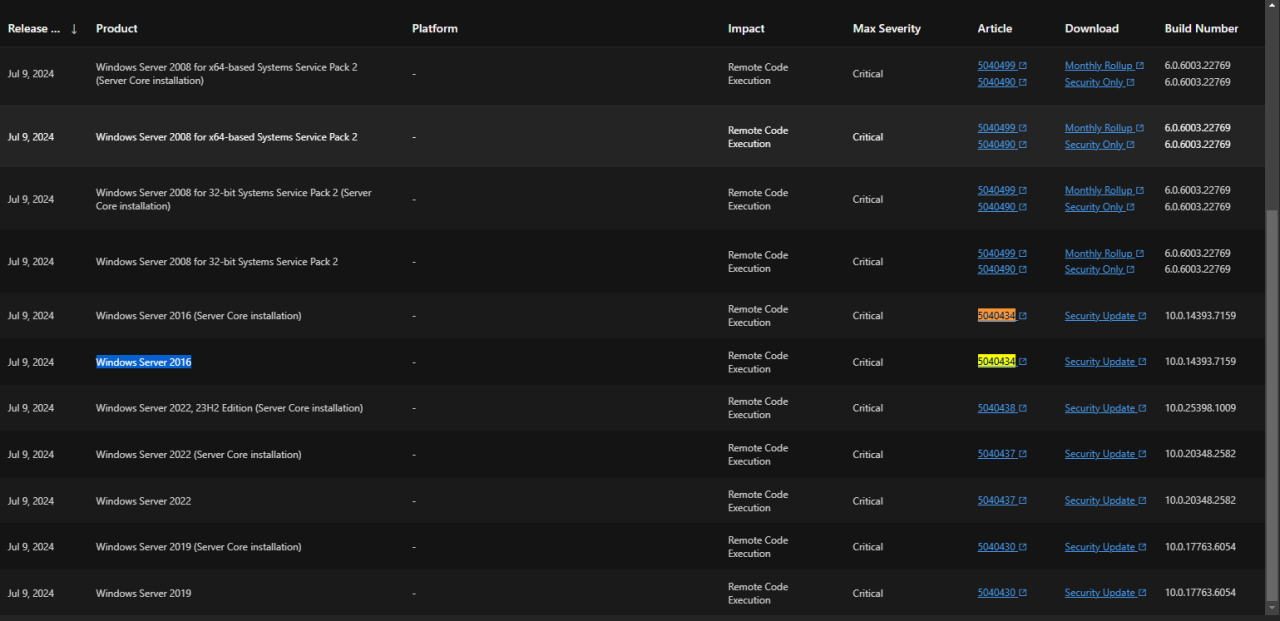 Release ... ↓ Product Platform Impact Max Severity Article Download Build Number
Jul 9, 2024 Windows Server 2008 for x64-based Systems Service Pack 2 - Remote Code Critical 5040499 Monthly Rollup 6.0.6003.22769
(Server Core installation) Execution 5040490 Security Only 6.0.6003.22769
Jul 9, 2024 Windows Server 2008 for x64-based Systems Service Pack 2 - Remote Code Critical 5040499 Monthly Rollup 6.0.6003.22769
Execution 5040490 Security Only 6.0.6003.22769
Jul 9, 2024 Windows Server 2008 for 32-bit Systems Service Pack 2 (Server - Remote Code Critical 5040499 Monthly Rollup 6.0.6003.22769
Core installation) Execution 5040490 Security Only 6.0.6003.22769
Jul 9, 2024 Windows Server 2008 for 32-bit Systems Service Pack 2 - Remote Code Critical 5040499 Monthly Rollup 6.0.6003.22769
Execution 5040490 Security Only 6.0.6003.22769
Jul 9, 2024 Windows Server 2016 (Server Core installation) - Remote Code Critical 5040434 Security Update 10.0.14393.7159
Execution
Jul 9, 2024 Windows Server 2016 - Remote Code Critical 5040434 Security Update 10.0.14393.7159
Execution
Jul 9, 2024 Windows Server 2022, 23H2 Edition (Server Core installation) - Remote Code Critical 5040438 Security Update 10.0.25398.1009
Execution
Jul 9, 2024 Windows Server 2022 (Server Core installation) - Remote Code Critical 5040437 Security Update 10.0.20348.2582
Execution
Jul 9, 2024 Windows Server 2022 - Remote Code Critical 5040437 Security Update 10.0.20348.2582
Execution
Jul 9, 2024 Windows Server 2019 (Server Core installation) - Remote Code Critical 5040430 Security Update 10.0.17763.6054
Execution
Jul 9, 2024 Windows Server 2019 - Remote Code Critical 5040430 Security Update 10.0.17763.6054
Execution